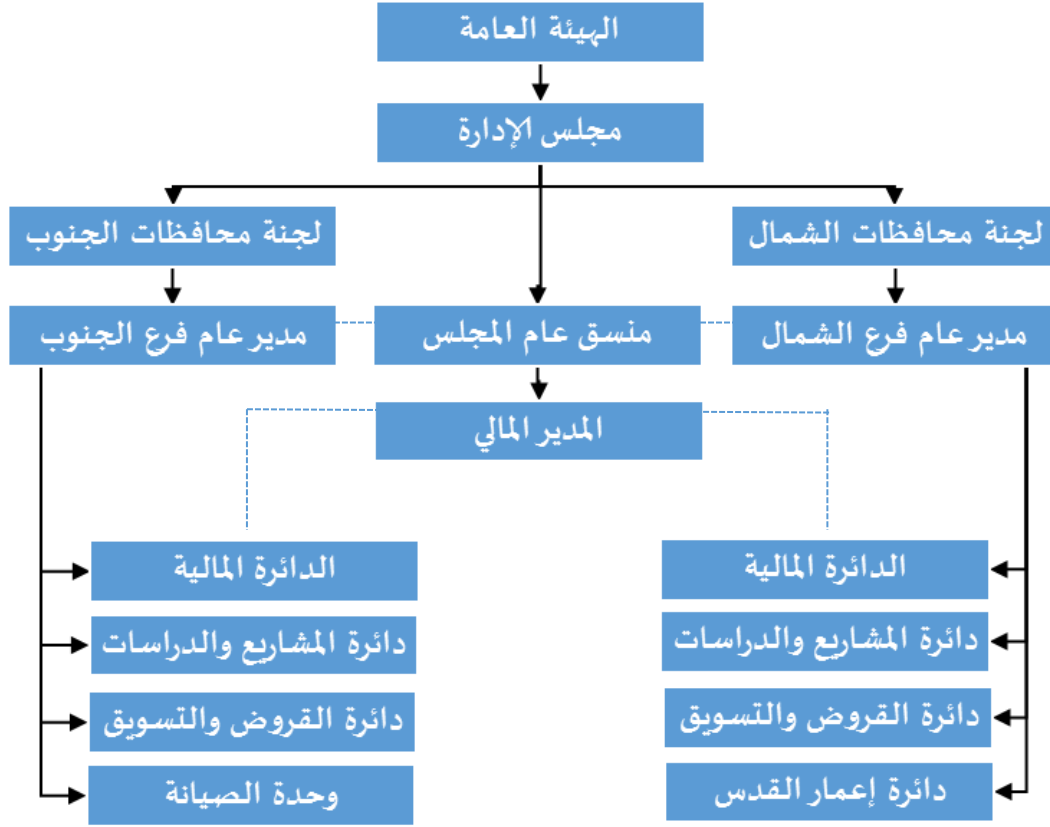 الهيئة العامة
مجلس الإدارة
لجنة محافظات الشمال
لجنة محافظات الجنوب
مدير عام فرع الشمال
منسق عام المجلس
مدير عام فرع الجنوب
المدير المالي
الدائرة المالية
دائرة المشاريع والدراسات
دائرة القروض والتسويق
دائرة إعمار القدس
الدائرة المالية
دائرة المشاريع والدراسات
دائرة القروض والتسويق
وحدة الصيانة